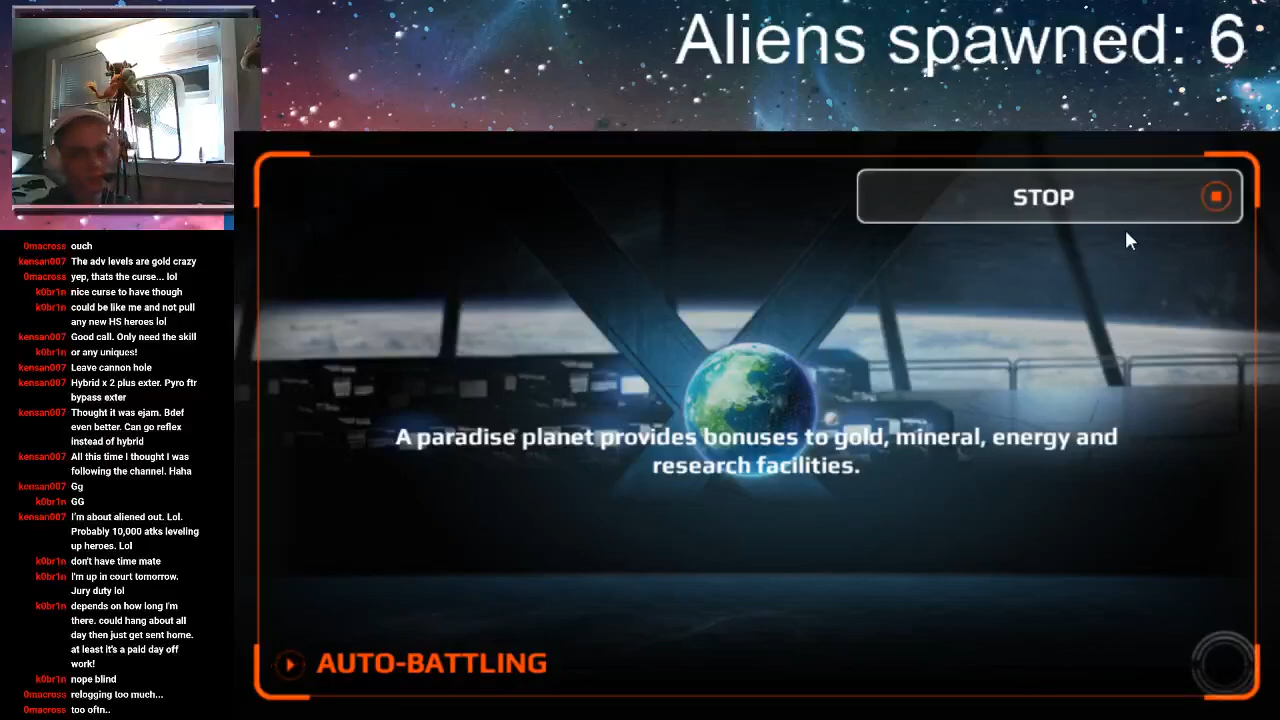 Aliens spawned: 6
STOP
A paradise planet provides bonuses to gold, mineral, energy and
research facilities.
AUTO-BATTLING
0macross ouch
kensan007 The adv levels are gold crazy
0macross yep, thats the curse... lol
k0br1n nice curse to have though
k0br1n could be like me and not pull
any new HS heroes lol
kensan007 Good call. Only need the skill
k0br1n or any uniques!
kensan007 Leave cannon hole
kensan007 Hybrid x 2 plus exter. Pyro ftr
bypass exter
kensan007 Thought it was ejam. Bdef
even better. Can go reflex
instead of hybrid
kensan007 All this time I thought I was
following the channel. Haha
kensan007 Gg
k0br1n GG
kensan007 I'm about aliened out. Lol.
Probably 10,000 atks leveling
up heroes. Lol
k0br1n don't have time mate
k0br1n I'm up in court tomorrow.
Jury duty lol
k0br1n depends on how long I'm
there. could hang about all
day then just get sent home.
at least it's a paid day off
work!
k0br1n nope blind
0macross relogging too much...
0macross too oftn..